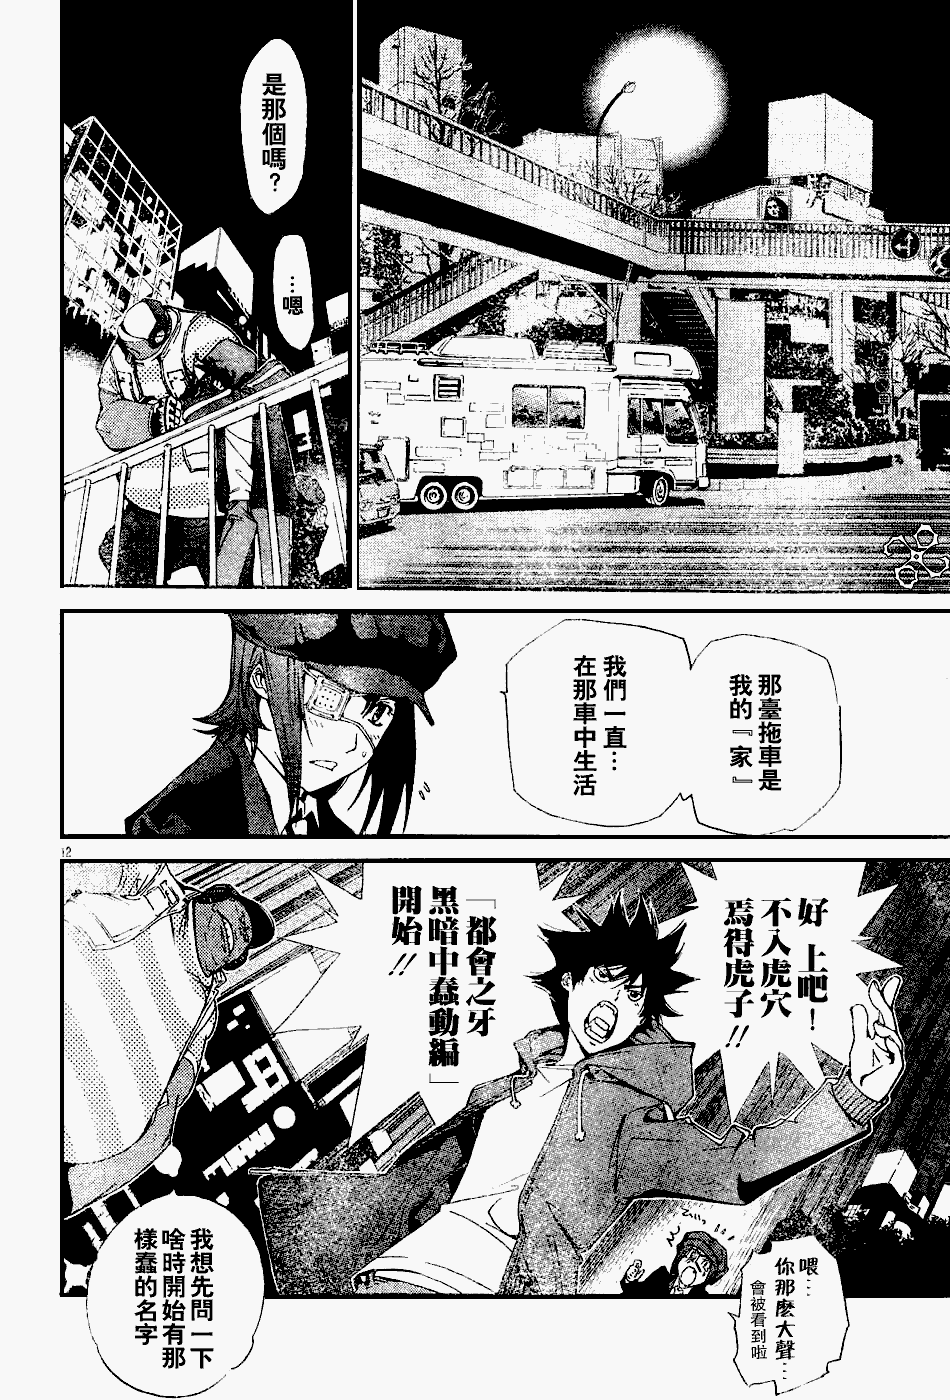 是那個嗎？
…嗯
那臺拖車是
我的『家』
我們一直…
在那車中生活
12
好 上吧！
不入虎穴
焉得虎子!!
「都會之牙
黑暗中蠢動編」
開始!!
喂…
你那麼大聲…
會被看到啦
我想先問一下
啥時開始有那
樣蠢的名字